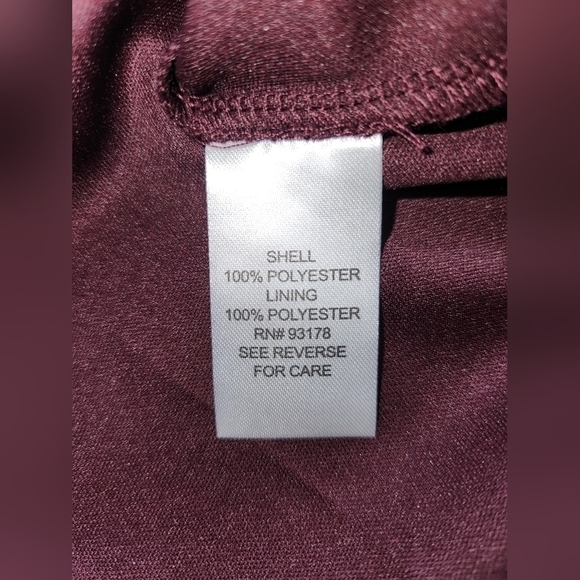 SHELL
100% POLYESTER
LINING
100% POLYESTER
RN# 93178
SEE REVERSE
FOR CARE